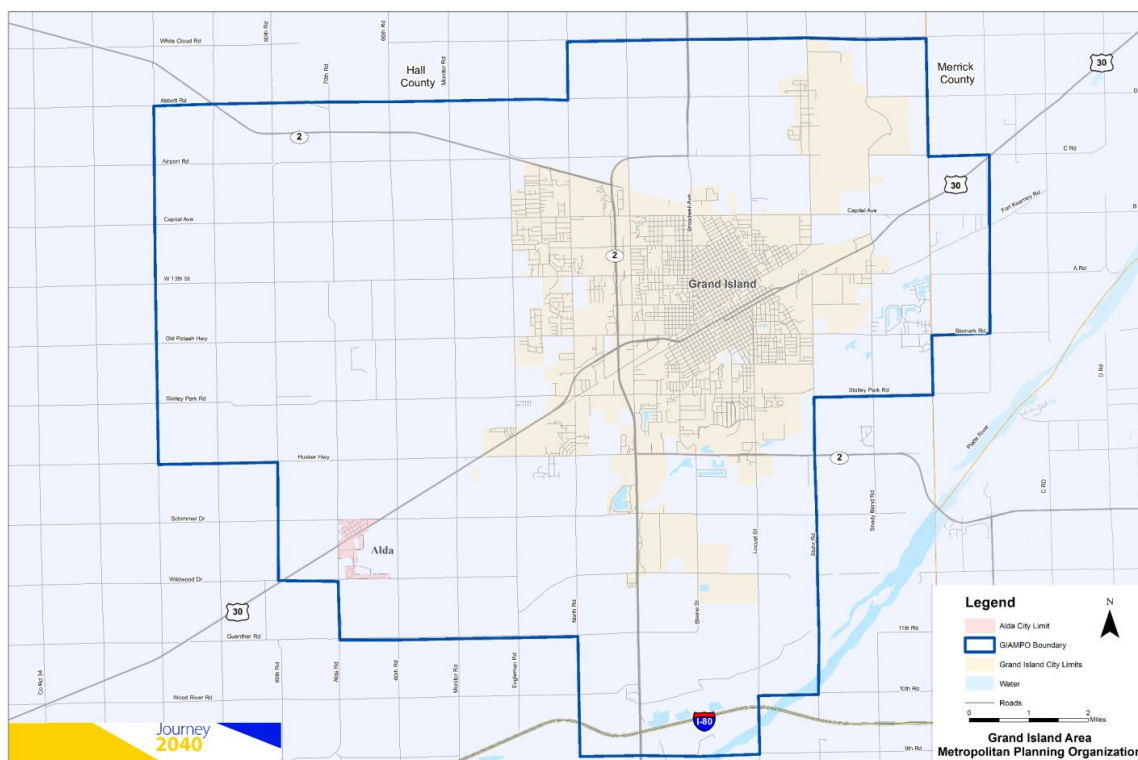 White Cloud Rd
80th Rd
60th Rd
75th Rd
Monitor Rd
Hall
County
Merrick
County
30
Abbott Rd
2
Airport Rd
C Rd
30
Fort Kearney Rd
Capital Ave
Broadwell Ave
Capital Ave
B
D
2
W 13th St
A Rd
Grand Island
Old Potash Hwy
Bismark Rd
D Rd
Stolley Park Rd
Skilley Park Rd
Platte River
Husker Hwy
2
C RD
Shady Bend Rd
Schimmer Dr
Alda
Locust St
Stuhr Rd
Wildwood Dr
30
North Rd
Blaine St
Guenther Rd
11th Rd
Co Rd 34
80th Rd
Alda Rd
60th Rd
Monitor Rd
Engleman Rd
Wood River Rd
10th Rd
I-80
9th Rd
Journey
2040
Legend
N
Alda City Limit
GIAMPO Boundary
Grand Island City Limits
Water
Roads
0 1 2
Miles
Grand Island Area
Metropolitan Planning Organization